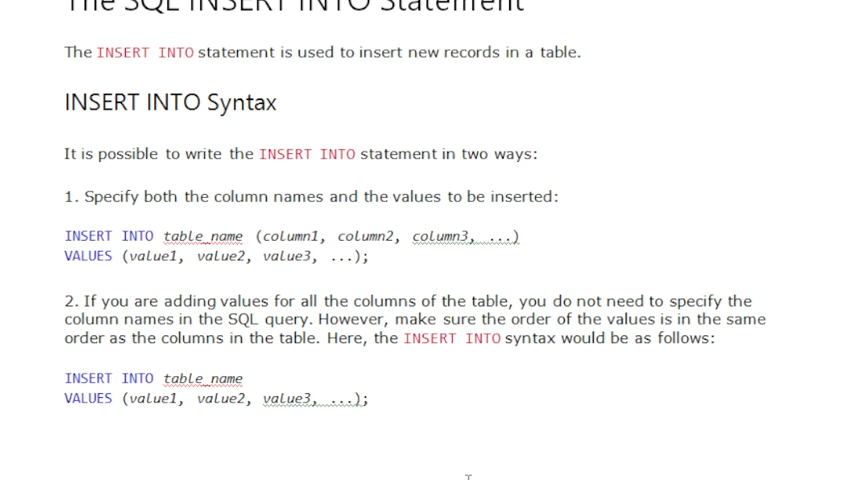 The SQL INSERT INTO Statement
The INSERT INTO statement is used to insert new records in a table.
INSERT INTO Syntax
It is possible to write the INSERT INTO statement in two ways:
1. Specify both the column names and the values to be inserted:
INSERT INTO table_name (column1, column2, column3, ...)
VALUES (value1, value2, value3, ...);
2. If you are adding values for all the columns of the table, you do not need to specify the
column names in the SQL query. However, make sure the order of the values is in the same
order as the columns in the table. Here, the INSERT INTO syntax would be as follows:
INSERT INTO table_name
VALUES (value1, value2, value3, ...);